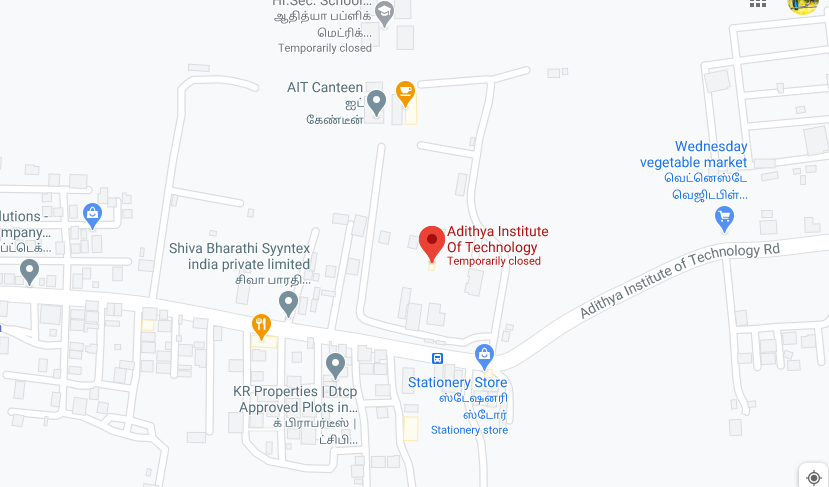 Hr.Sec. School...
ஆதித்யா பப்ளிக்
மெட்ரிக்...
Temporarily closed
AIT Canteen
ஐட்
கேண்டீன்
Wednesday
vegetable market
வெட்னெஸ்டே
வெஜிடபிள்...
Adithya Institute
Of Technology
Temporarily closed
Adithya Institute of Technology Rd
lutions -
ompany...
ப்ட்டெக்...
Shiva Bharathi Syyntex
india private limited
சிவா பாரதி...
KR Properties | Dtcp
Approved Plots in...
க் பிராபர்டீஸ் |
ட்சிபி...
Stationery Store
ஸ்டேஷனரி
ஸ்டோர்
Stationery store